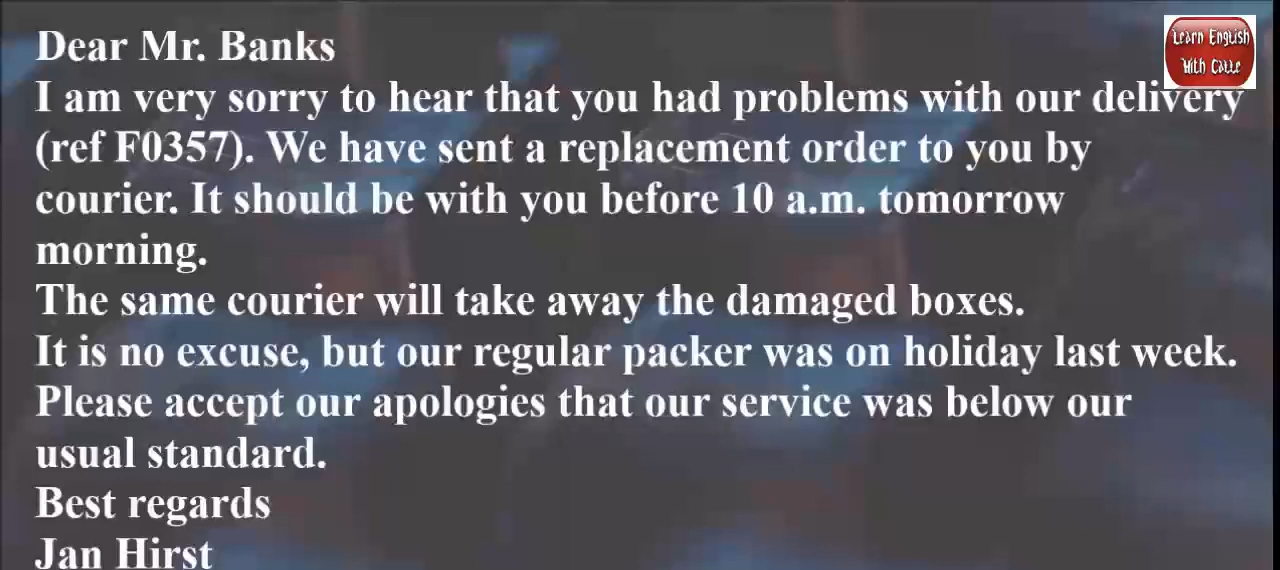 Dear Mr. Banks
Learn English
With Catle
I am very sorry to hear that you had problems with our delivery
(ref F0357). We have sent a replacement order to you by
courier. It should be with you before 10 a.m. tomorrow
morning.
The same courier will take away the damaged boxes.
It is no excuse, but our regular packer was on holiday last week.
Please accept our apologies that our service was below our
usual standard.
Best regards
Jan Hirst